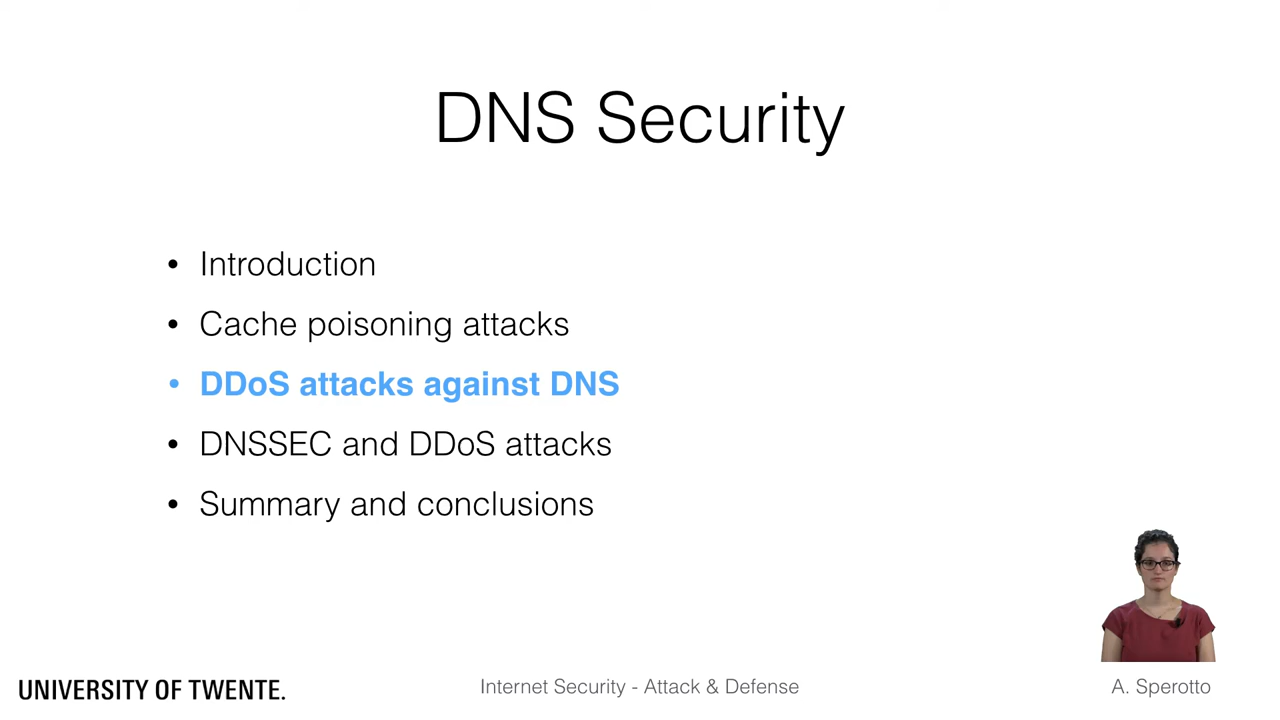 DNS Security
• Introduction
• Cache poisoning attacks
• DDoS attacks against DNS
• DNSSEC and DDoS attacks
• Summary and conclusions
UNIVERSITY OF TWENTE.
Internet Security - Attack & Defense
A. Sperotto